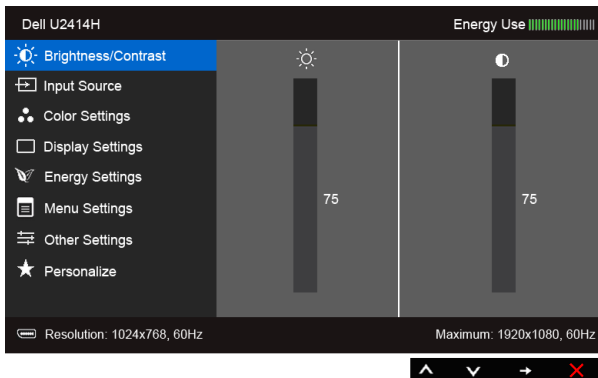 Dell U2414H Energy Use
Brightness/Contrast
Input Source
Color Settings
Display Settings
Energy Settings
Menu Settings
75 75
Other Settings
Personalize
Resolution: 1024x768, 60Hz Maximum: 1920x1080, 60Hz